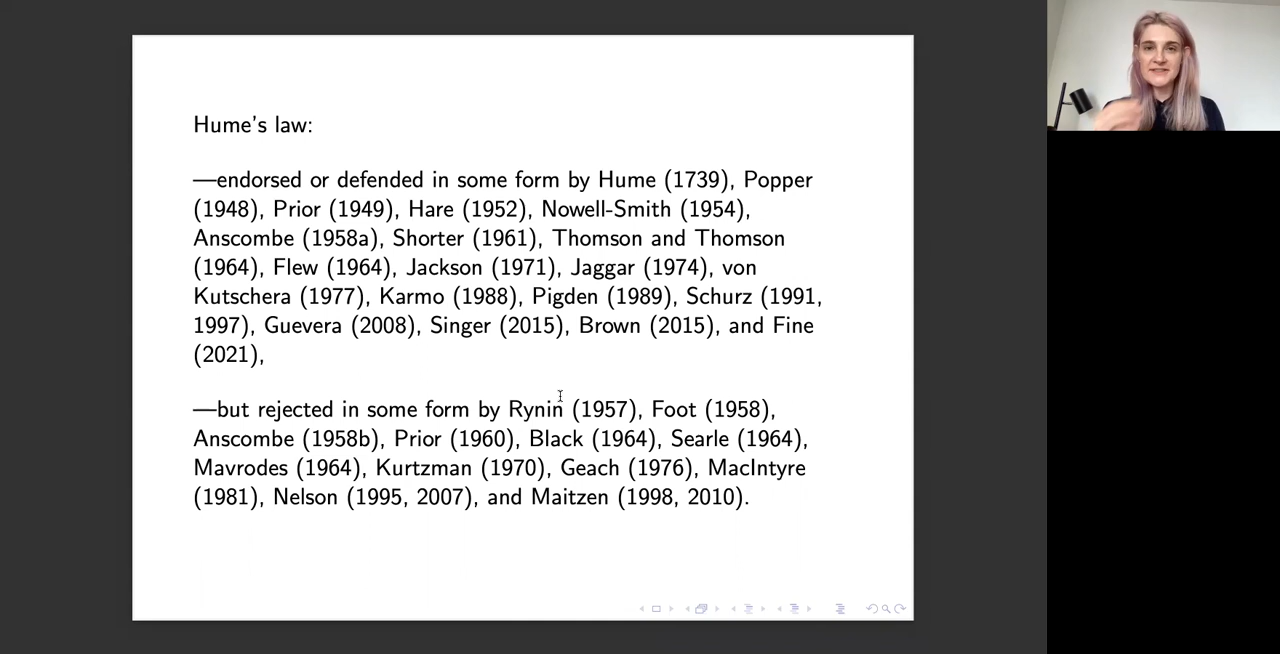 Hume's law:
—endorsed or defended in some form by Hume (1739), Popper
(1948), Prior (1949), Hare (1952), Nowell-Smith (1954),
Anscombe (1958a), Shorter (1961), Thomson and Thomson
(1964), Flew (1964), Jackson (1971), Jaggar (1974), von
Kutschera (1977), Karmo (1988), Pigden (1989), Schurz (1991,
1997), Guevera (2008), Singer (2015), Brown (2015), and Fine
(2021),
—but rejected in some form by Rynin (1957), Foot (1958),
Anscombe (1958b), Prior (1960), Black (1964), Searle (1964),
Mavrodes (1964), Kurtzman (1970), Geach (1976), MacIntyre
(1981), Nelson (1995, 2007), and Maitzen (1998, 2010).